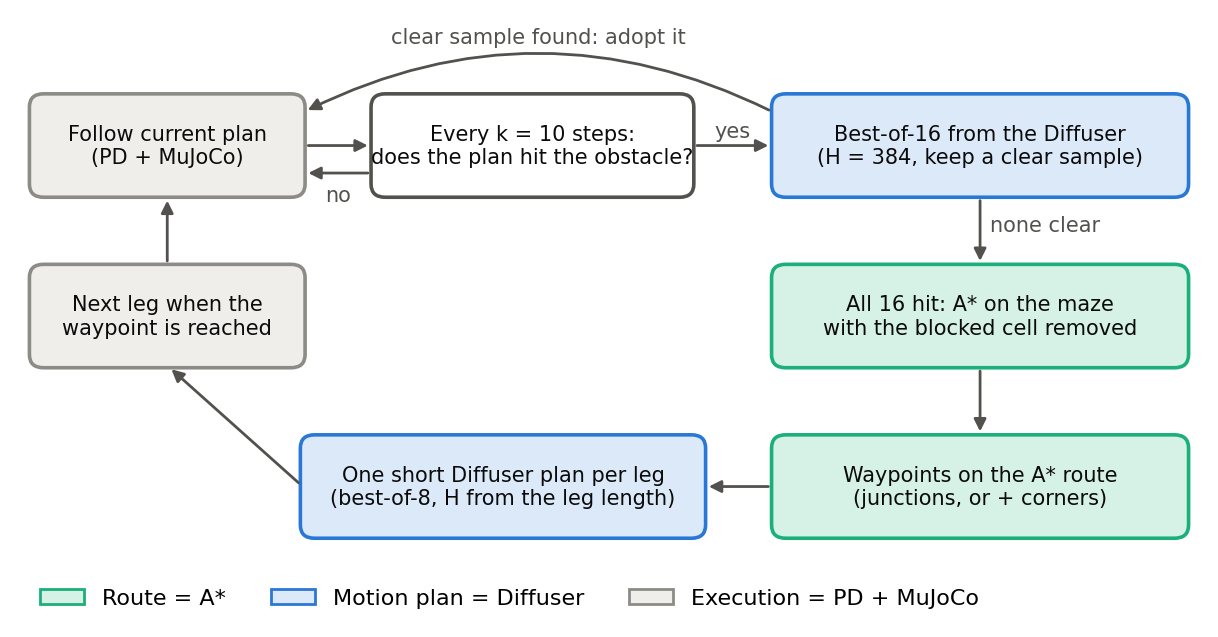 clear sample found: adopt it
Follow current plan
(PD + MuJoCo)
Every k = 10 steps:
does the plan hit the obstacle?
yes
no
Best-of-16 from the Diffuser
(H = 384, keep a clear sample)
none clear
Next leg when the
waypoint is reached
All 16 hit: A* on the maze
with the blocked cell removed
One short Diffuser plan per leg
(best-of-8, H from the leg length)
Waypoints on the A* route
(junctions, or + corners)
Route = A*
Motion plan = Diffuser
Execution = PD + MuJoCo